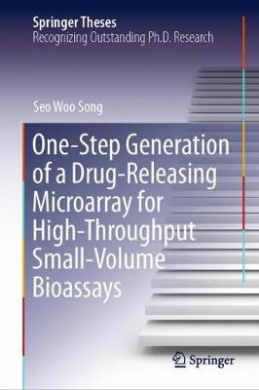 Springer Theses
Recognizing Outstanding Ph.D. Research
Seo Woo Song
One-Step Generation
of a Drug-Releasing
Microarray for
High-Throughput
Small-Volume
Bioassays
Springer